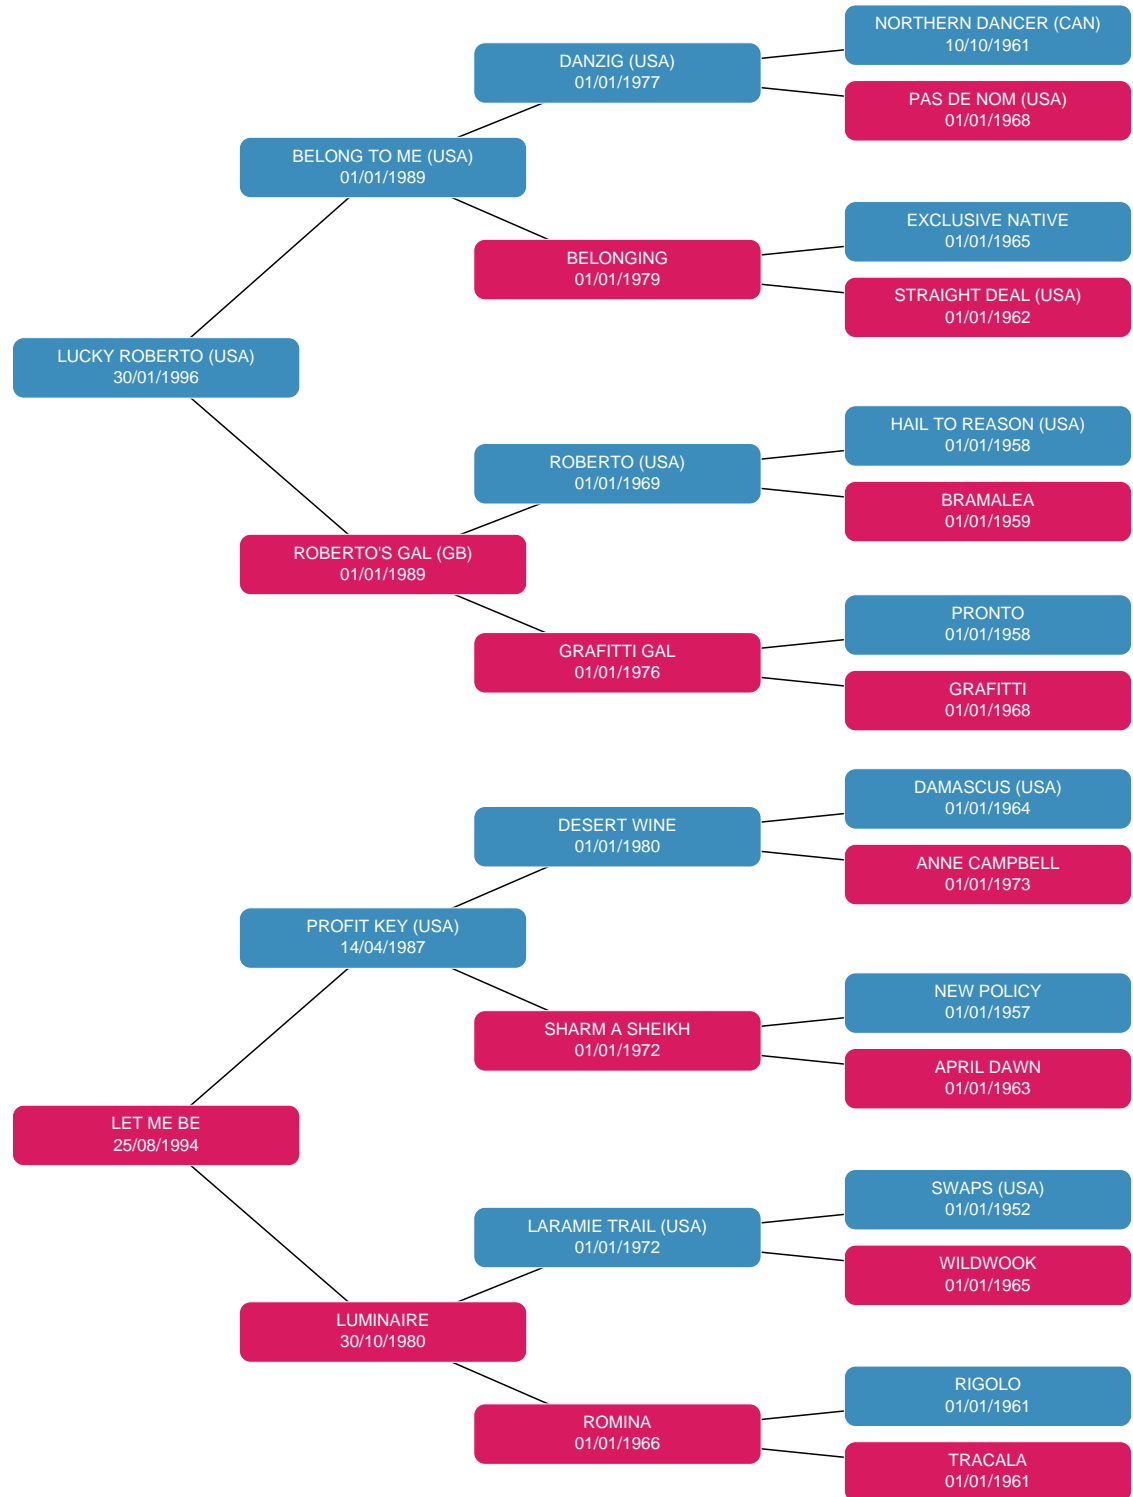 NORTHERN DANCER (CAN)
10/10/1961
DANZIG (USA)
01/01/1977
PAS DE NOM (USA)
01/01/1968
BELONG TO ME (USA)
01/01/1989
EXCLUSIVE NATIVE
01/01/1965
BELONGING
01/01/1979
STRAIGHT DEAL (USA)
01/01/1962
LUCKY ROBERTO (USA)
30/01/1996
HAIL TO REASON (USA)
01/01/1958
ROBERTO (USA)
01/01/1969
BRAMALEA
01/01/1959
ROBERTO'S GAL (GB)
01/01/1989
PRONTO
01/01/1958
GRAFITTI GAL
01/01/1976
GRAFITTI
01/01/1968
DAMASCUS (USA)
01/01/1964
DESERT WINE
01/01/1980
ANNE CAMPBELL
01/01/1973
PROFIT KEY (USA)
14/04/1987
NEW POLICY
01/01/1957
SHARM A SHEIKH
01/01/1972
APRIL DAWN
01/01/1963
LET ME BE
25/08/1994
SWAPS (USA)
01/01/1952
LARAMIE TRAIL (USA)
01/01/1972
WILDWOOK
01/01/1965
LUMINAIRE
30/10/1980
RIGOLO
01/01/1961
ROMINA
01/01/1966
TRACALA
01/01/1961